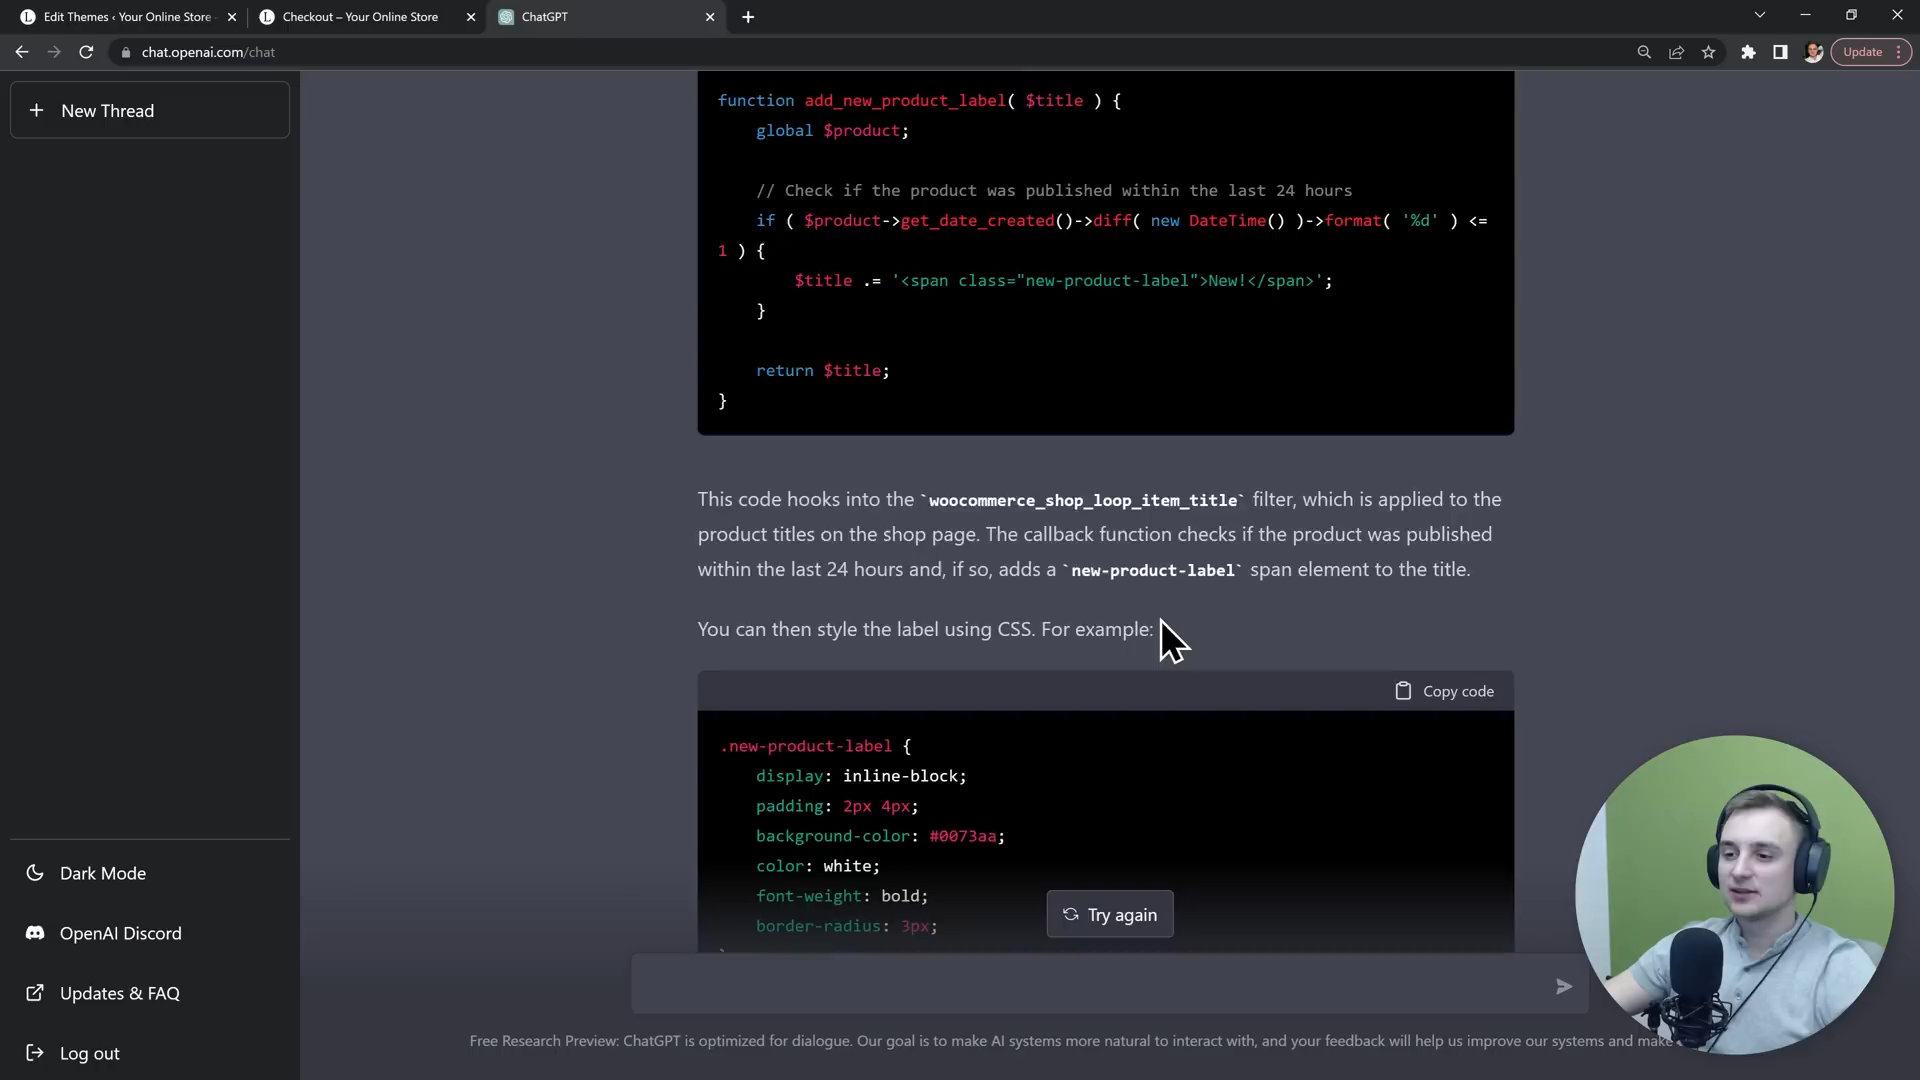 Edit Themes ‹ Your Online Store
Checkout – Your Online Store
ChatGPT
chat.openai.com/chat
Update
New Thread
function add_new_product_label( $title ) {
global $product;
// Check if the product was published within the last 24 hours
if ( $product->get_date_created()->diff( new DateTime() )->format( '%d' ) <=
1 ) {
$title .= '<span class="new-product-label">New!</span>';
}
return $title;
}
This code hooks into the `woocommerce_shop_loop_item_title` filter, which is applied to the
product titles on the shop page. The callback function checks if the product was published
within the last 24 hours and, if so, adds a `new-product-label` span element to the title.
You can then style the label using CSS. For example:
Copy code
.new-product-label {
display: inline-block;
padding: 2px 4px;
background-color: #0073aa;
color: white;
font-weight: bold;
border-radius: 3px;
Try again
Dark Mode
OpenAI Discord
Updates & FAQ
Log out
Free Research Preview: ChatGPT is optimized for dialogue. Our goal is to make AI systems more natural to interact with, and your feedback will help us improve our systems and make